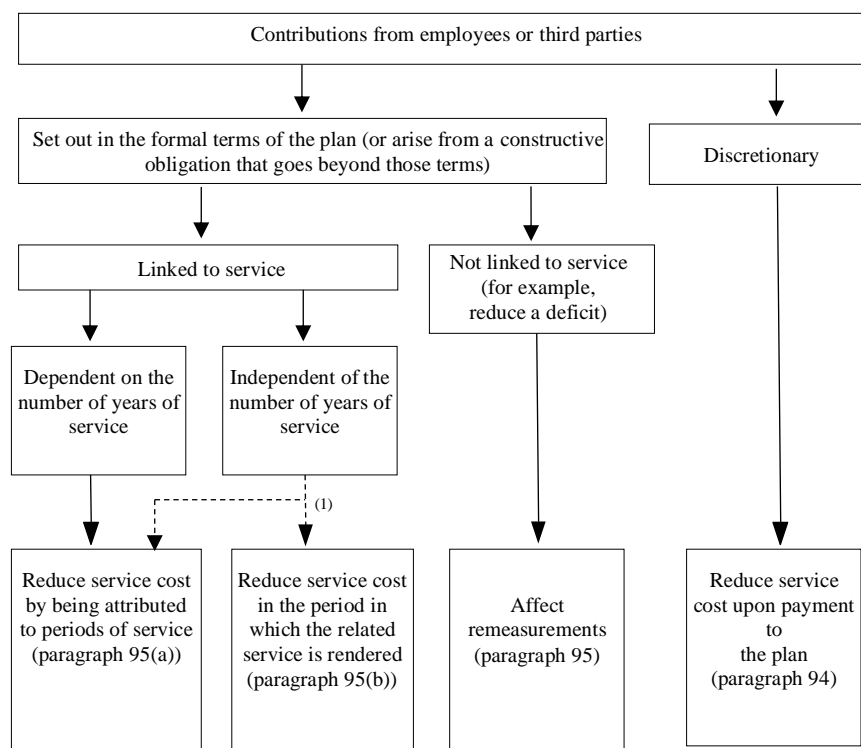 Contributions from employees or third parties
Set out in the formal terms of the plan (or arise from a constructive
obligation that goes beyond those terms)
Discretionary
Linked to service
Not linked to service
(for example,
reduce a deficit)
Dependent on the
number of years of
service
Independent of the
number of years of
service
(1)
Reduce service cost
by being attributed
to periods of service
(paragraph 95(a))
Reduce service cost
in the period in
which the related
service is rendered
(paragraph 95(b))
Affect
remeasurements
(paragraph 95)
Reduce service
cost upon payment
to
the plan
(paragraph 94)